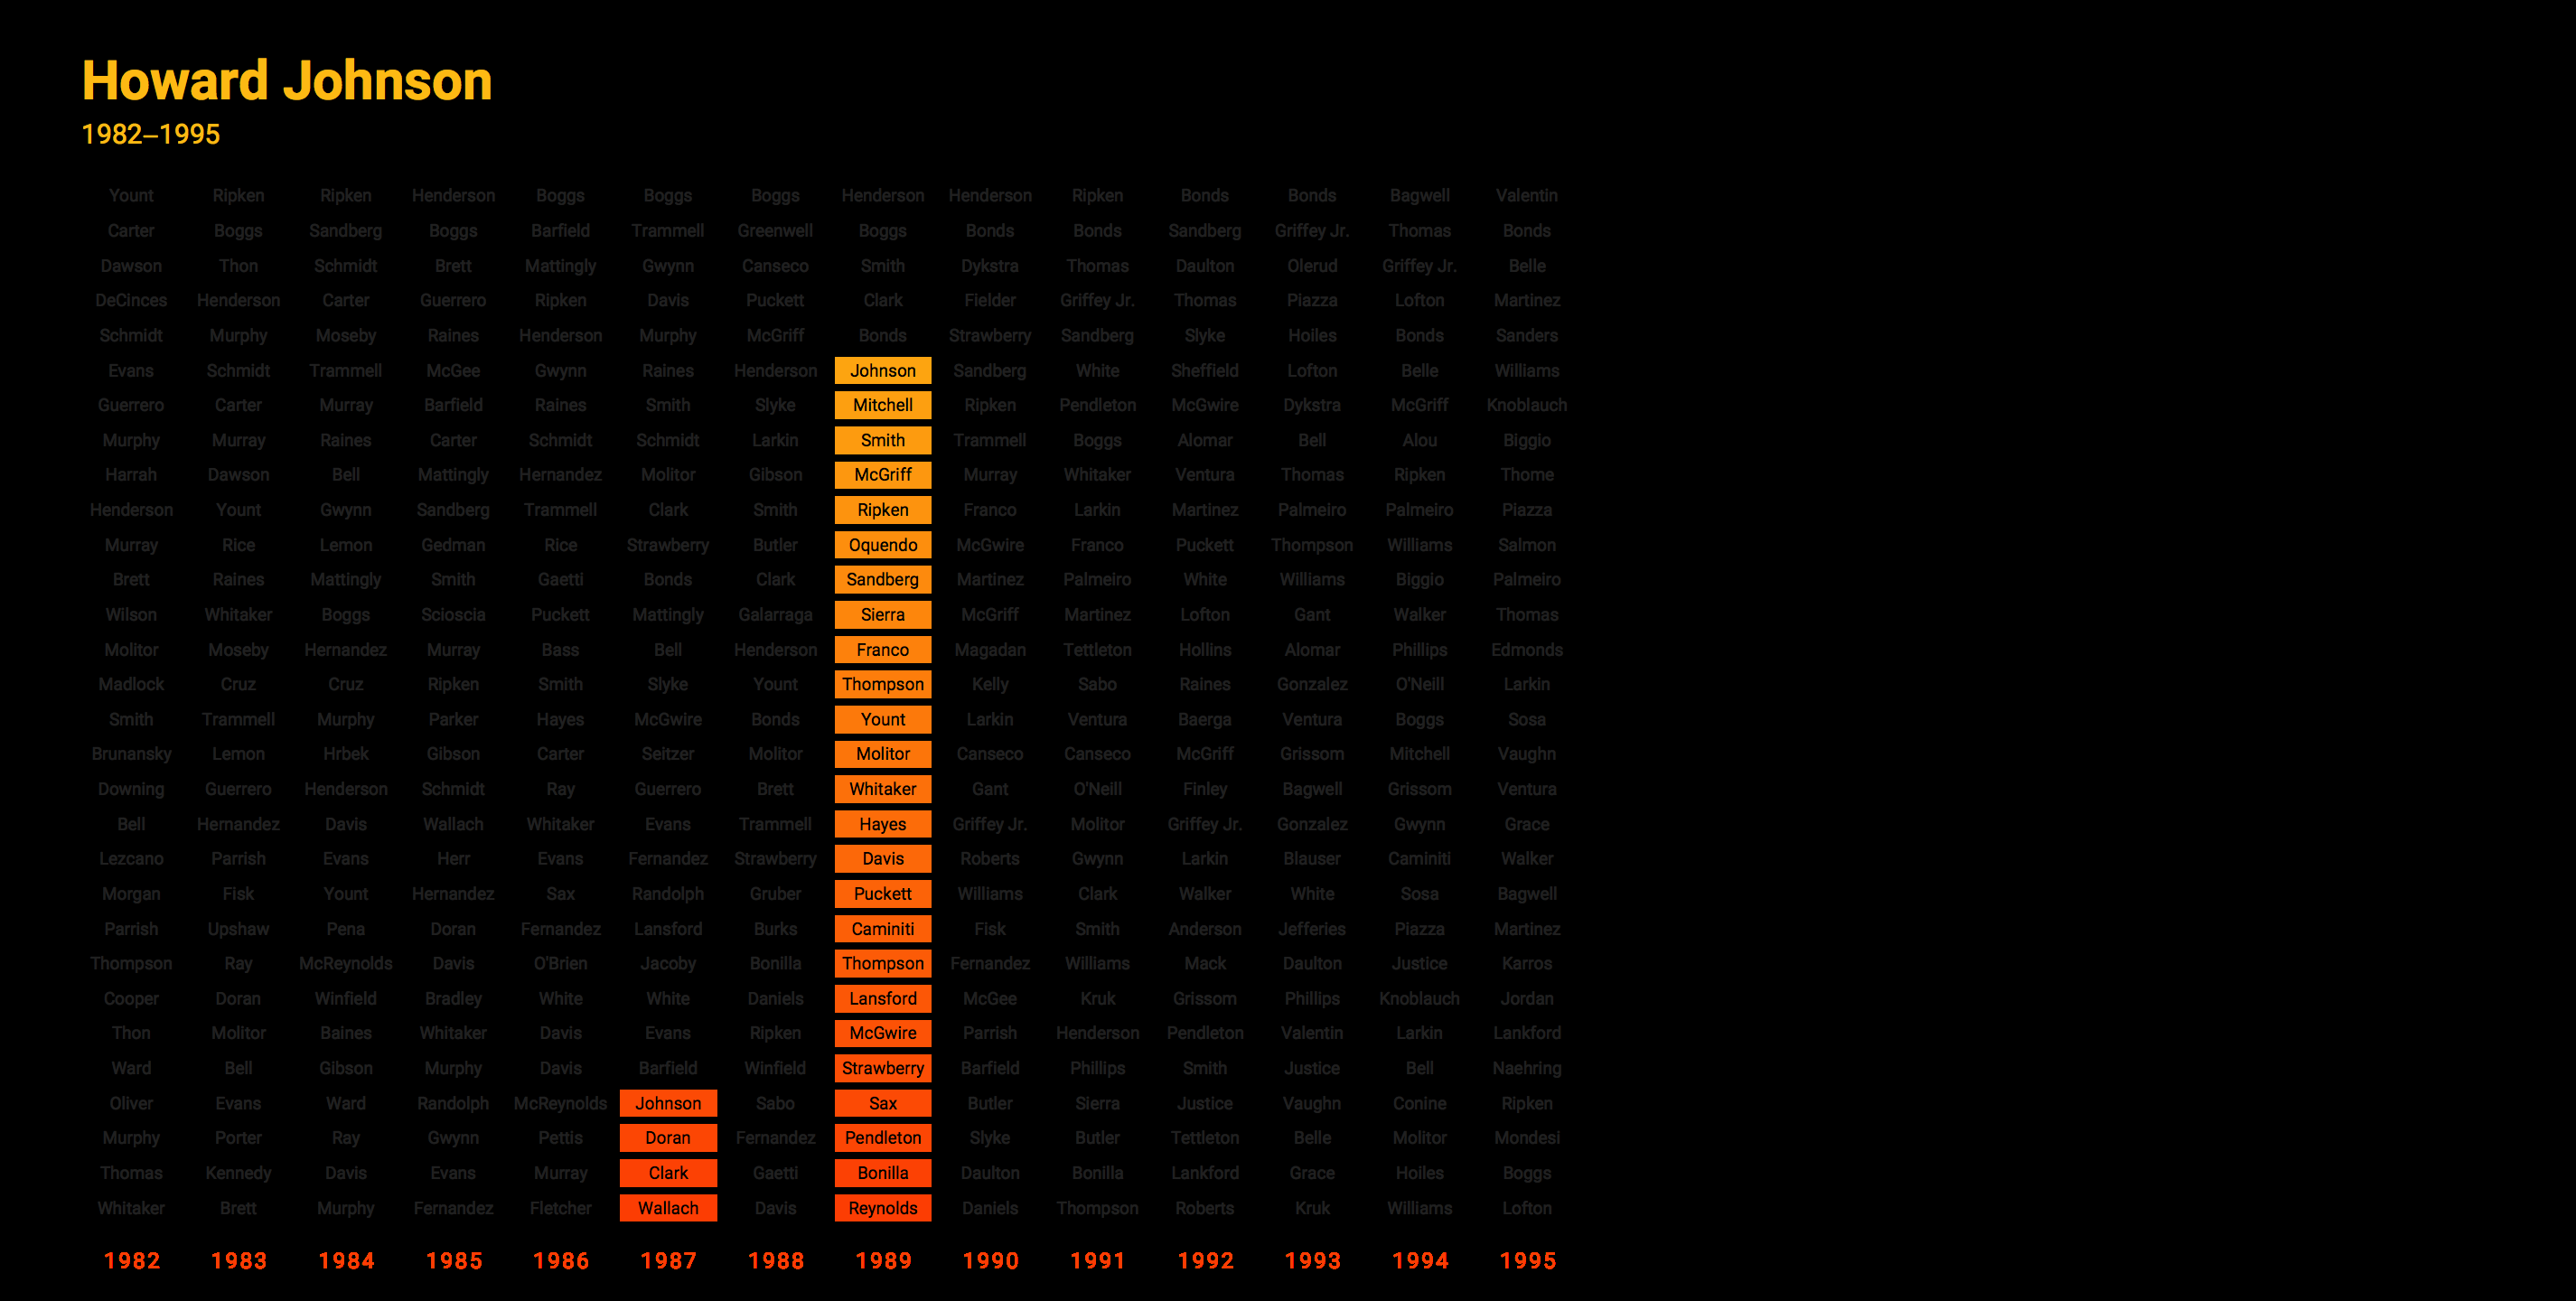 Howard Johnson
1982–1995
Yount Ripken Ripken Henderson Boggs Boggs Boggs Henderson Henderson Ripken Bonds Bonds Bagwell Valentin
Carter Boggs Sandberg Boggs Barfield Trammell Greenwell Boggs Bonds Bonds Sandberg Griffey Jr. Thomas Bonds
Dawson Thon Schmidt Brett Mattingly Gwynn Canseco Smith Dykstra Thomas Daulton Olerud Griffey Jr. Belle
DeCinces Henderson Carter Guerrero Ripken Davis Puckett Clark Fielder Griffey Jr. Thomas Piazza Lofton Martinez
Schmidt Murphy Moseby Raines Henderson Murphy McGriff Bonds Strawberry Sandberg Slyke Hoiles Bonds Sanders
Evans Schmidt Trammell McGee Gwynn Raines Henderson Johnson Sandberg White Sheffield Lofton Belle Williams
Guerrero Carter Murray Barfield Raines Smith Slyke Mitchell Ripken Pendleton McGwire Dykstra McGriff Knoblauch
Murphy Murray Raines Carter Schmidt Schmidt Larkin Smith Trammell Boggs Alomar Bell Alou Biggio
Harrah Dawson Bell Mattingly Hernandez Molitor Gibson McGriff Murray Whitaker Ventura Thomas Ripken Thome
Henderson Yount Gwynn Sandberg Trammell Clark Smith Ripken Franco Larkin Martinez Palmeiro Palmeiro Piazza
Murray Rice Lemon Gedman Rice Strawberry Butler Oquendo McGwire Franco Puckett Thompson Williams Salmon
Brett Raines Mattingly Smith Gaetti Bonds Clark Sandberg Martinez Palmeiro White Williams Biggio Palmeiro
Wilson Whitaker Boggs Scioscia Puckett Mattingly Galarraga Sierra McGriff Martinez Lofton Gant Walker Thomas
Molitor Moseby Hernandez Murray Bass Bell Henderson Franco Magadan Tettleton Hollins Alomar Phillips Edmonds
Madlock Cruz Cruz Ripken Smith Slyke Yount Thompson Kelly Sabo Raines Gonzalez O'Neill Larkin
Smith Trammell Murphy Parker Hayes McGwire Bonds Yount Larkin Ventura Baerga Ventura Boggs Sosa
Brunansky Lemon Hrbek Gibson Carter Seitzer Molitor Molitor Canseco Canseco McGriff Grissom Mitchell Vaughn
Downing Guerrero Henderson Schmidt Ray Guerrero Brett Whitaker Gant O'Neill Finley Bagwell Grissom Ventura
Bell Hernandez Davis Wallach Whitaker Evans Trammell Hayes Griffey Jr. Molitor Griffey Jr. Gonzalez Gwynn Grace
Lezcano Parrish Evans Herr Evans Fernandez Strawberry Davis Roberts Gwynn Larkin Blauser Caminiti Walker
Morgan Fisk Yount Hernandez Sax Randolph Gruber Puckett Williams Clark Walker White Sosa Bagwell
Parrish Upshaw Pena Doran Fernandez Lansford Burks Caminiti Fisk Smith Anderson Jefferies Piazza Martinez
Thompson Ray McReynolds Davis O'Brien Jacoby Bonilla Thompson Fernandez Williams Mack Daulton Justice Karros
Cooper Doran Winfield Bradley White White Daniels Lansford McGee Kruk Grissom Phillips Knoblauch Jordan
Thon Molitor Baines Whitaker Davis Evans Ripken McGwire Parrish Henderson Pendleton Valentin Larkin Lankford
Ward Bell Gibson Murphy Davis Barfield Winfield Strawberry Barfield Phillips Smith Justice Bell Naehring
Oliver Evans Ward Randolph McReynolds Johnson Sabo Sax Butler Sierra Justice Vaughn Conine Ripken
Murphy Porter Ray Gwynn Pettis Doran Fernandez Pendleton Slyke Butler Tettleton Belle Molitor Mondesi
Thomas Kennedy Davis Evans Murray Clark Gaetti Bonilla Daulton Bonilla Lankford Grace Hoiles Boggs
Whitaker Brett Murphy Fernandez Fletcher Wallach Davis Reynolds Daniels Thompson Roberts Kruk Williams Lofton
1982 1983 1984 1985 1986 1987 1988 1989 1990 1991 1992 1993 1994 1995